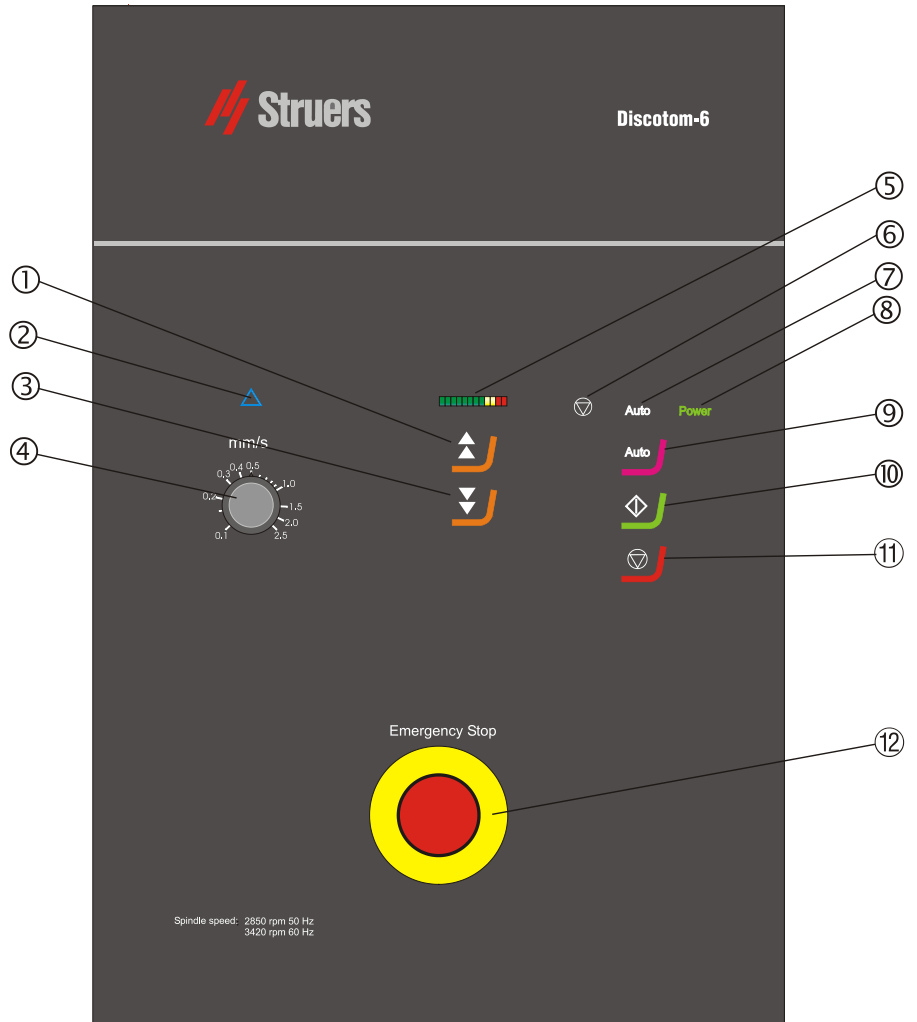 Struers
Discotom-6
⑤
⑥
①
⑦
②
⑧
③
Auto
Power
⑨
④
mm/s
Auto
0.1
0.2
0.3
0.4
0.5
1.0
1.5
2.0
2.5
⑩
⑪
Emergency Stop
⑫
Spindle speed: 2850 rpm 50 Hz
3420 rpm 60 Hz